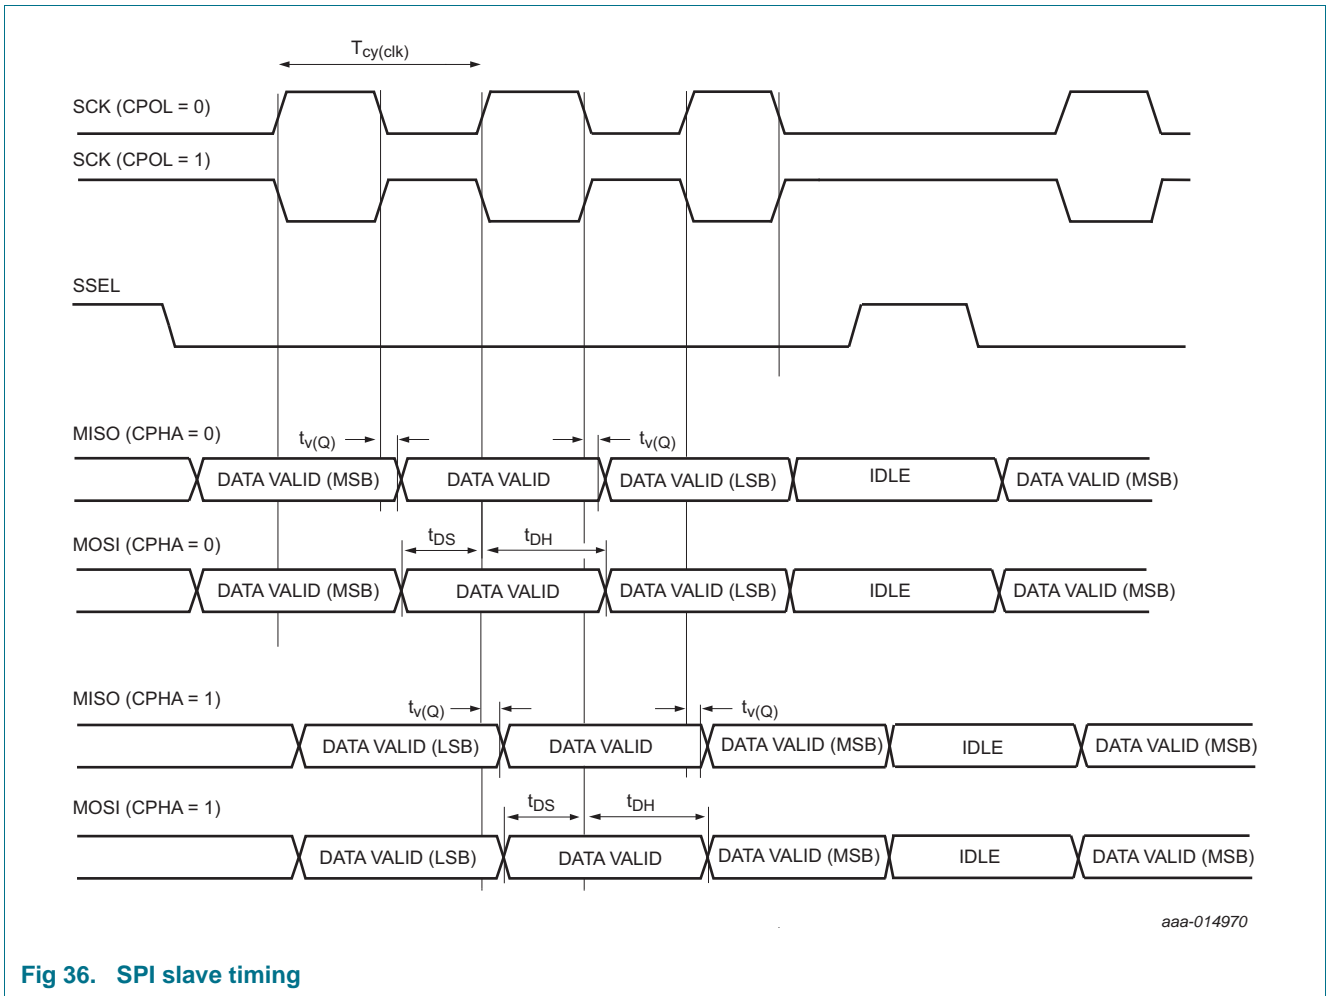 Tcy(clk)
SCK (CPOL = 0)
SCK (CPOL = 1)
SSEL
MISO (CPHA = 0)
tv(Q)
tv(Q)
DATA VALID (MSB)
DATA VALID
DATA VALID (LSB)
IDLE
DATA VALID (MSB)
MOSI (CPHA = 0)
tDS
tDH
DATA VALID (MSB)
DATA VALID
DATA VALID (LSB)
IDLE
DATA VALID (MSB)
MISO (CPHA = 1)
tv(Q)
tv(Q)
DATA VALID (LSB)
DATA VALID
DATA VALID (MSB)
IDLE
DATA VALID (MSB)
MOSI (CPHA = 1)
tDS
tDH
DATA VALID (LSB)
DATA VALID
DATA VALID (MSB)
IDLE
DATA VALID (MSB)
aaa-014970
Fig 36. SPI slave timing